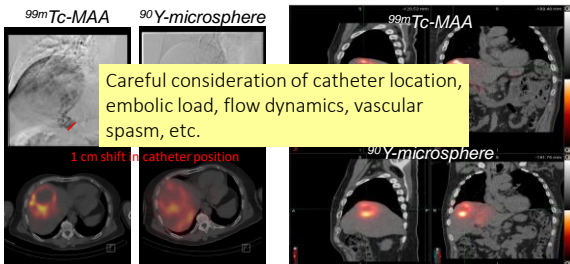 99mTc-MAA
90Y-microsphere
99mTc-MAA
Careful consideration of catheter location,
embolic load, flow dynamics, vascular
spasm, etc.
1 cm shift in catheter position
90Y-microsphere